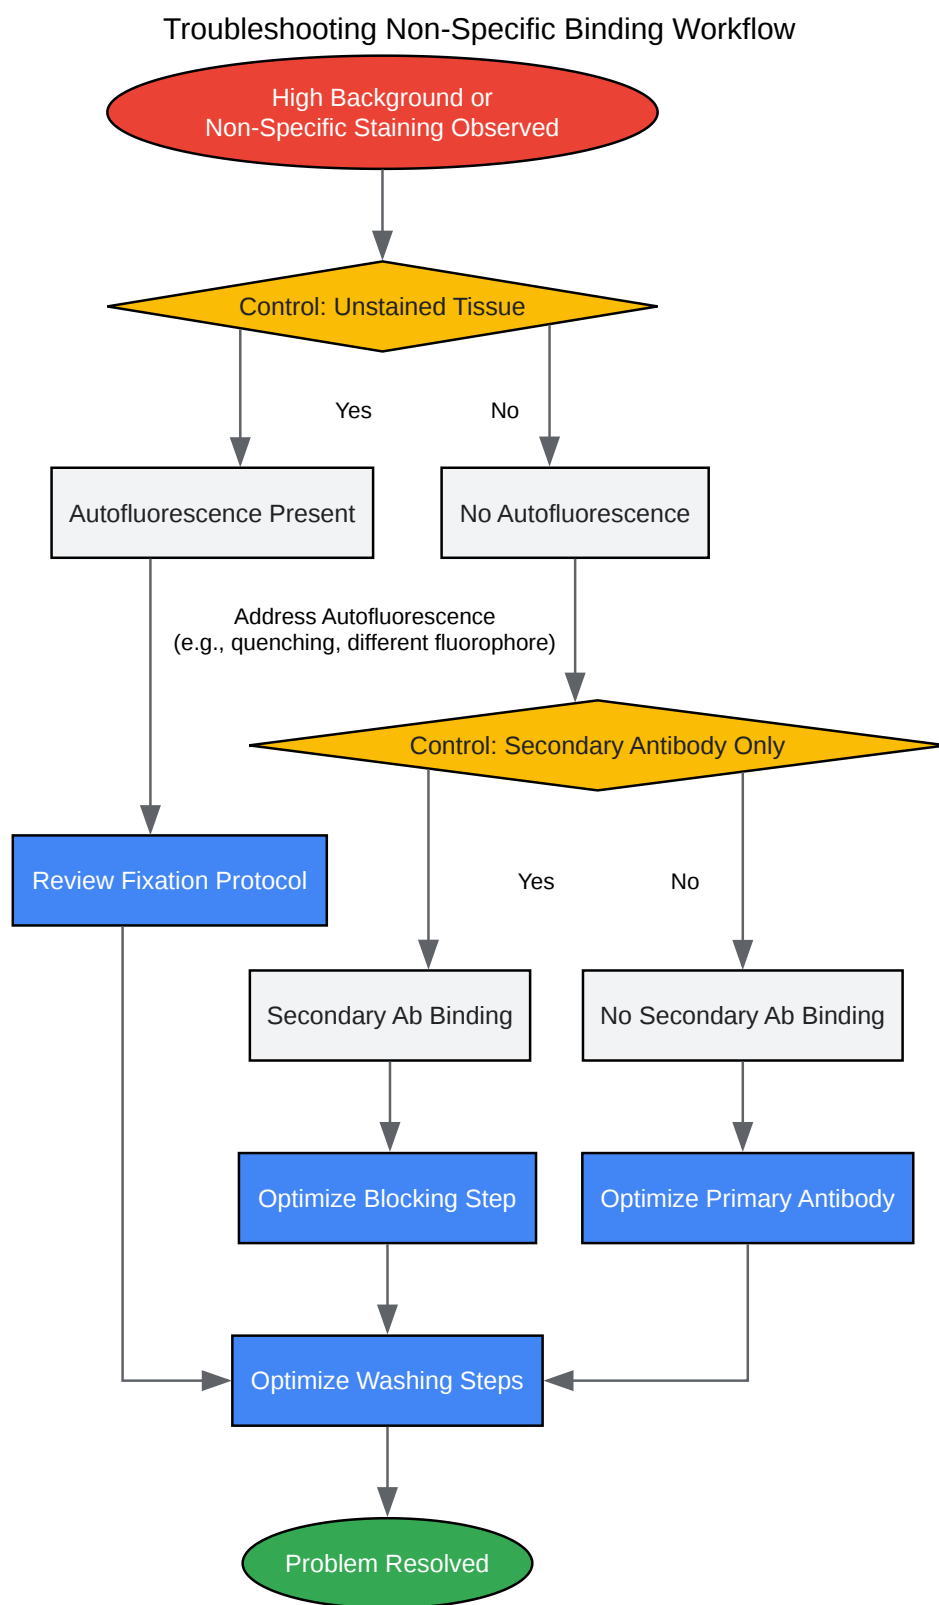 Troubleshooting Non-Specific Binding Workflow
High Background or
Non-Specific Staining Observed
Control: Unstained Tissue
Yes
No
Autofluorescence Present
No Autofluorescence
Address Autofluorescence
(e.g., quenching, different fluorophore)
Control: Secondary Antibody Only
Review Fixation Protocol
Yes
No
Secondary Ab Binding
No Secondary Ab Binding
Optimize Blocking Step
Optimize Primary Antibody
Optimize Washing Steps
Problem Resolved